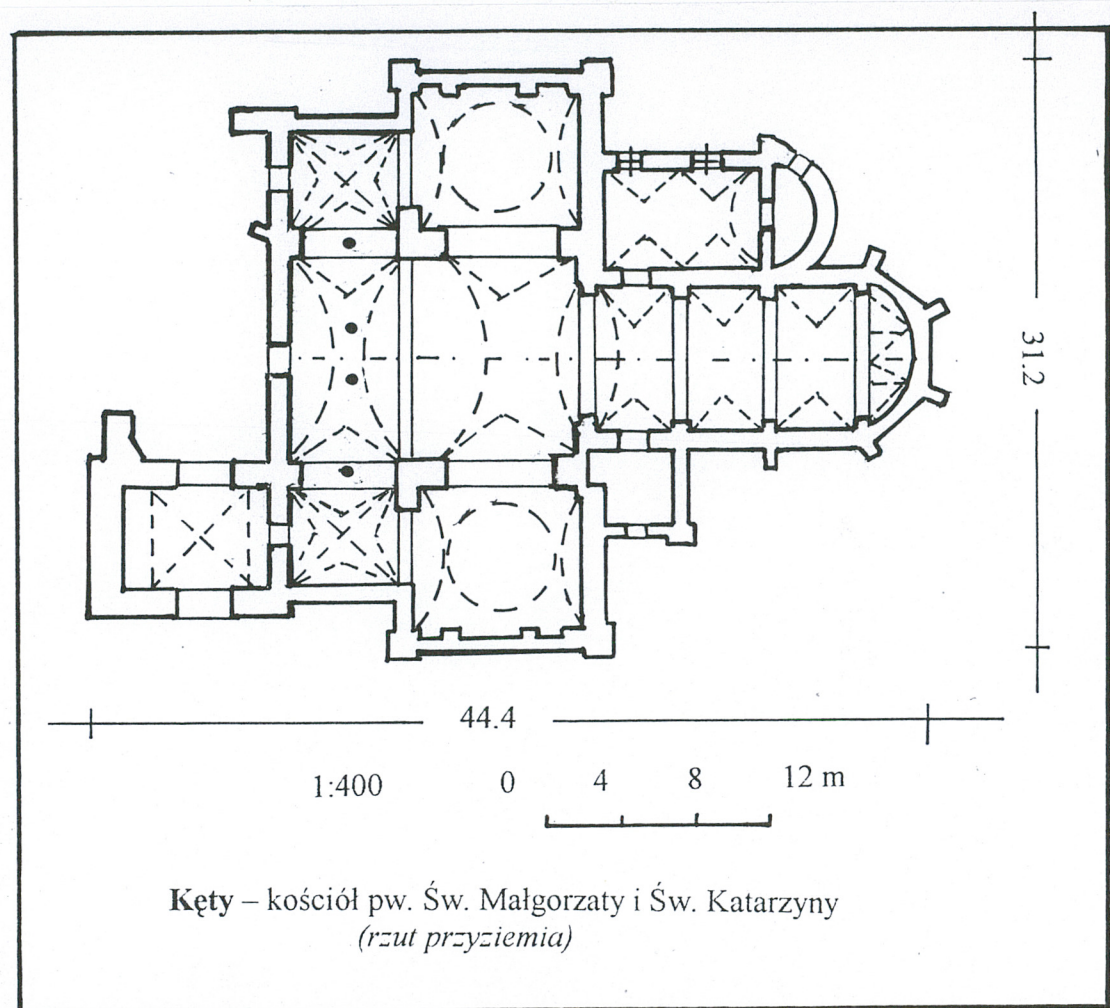 31.2
44.4
1:400 0 4 8 12 m
Kęty – kościół pw. Św. Małgorzaty i Św. Katarzyny
(rzut przyziemia)